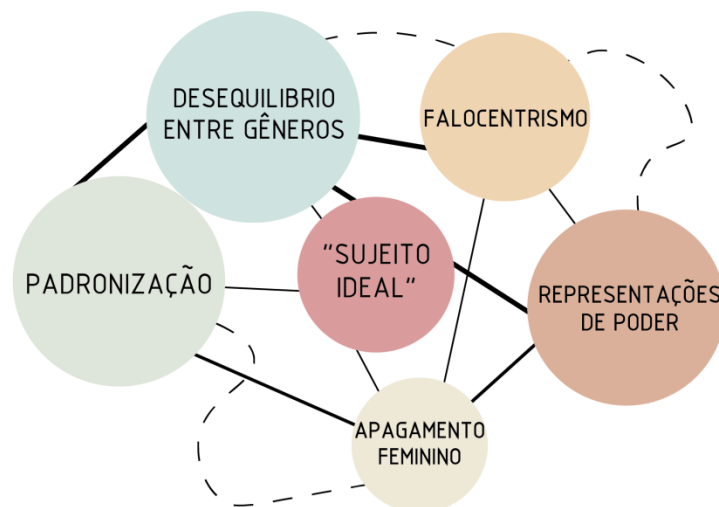 DESEQUILIBRIO
ENTRE GÊNEROS
FALOCENTRISMO
"SUJEITO
IDEAL"
PADRONIZAÇÃO
REPRESENTAÇÕES
DE PODER
APAGAMENTO
FEMININO